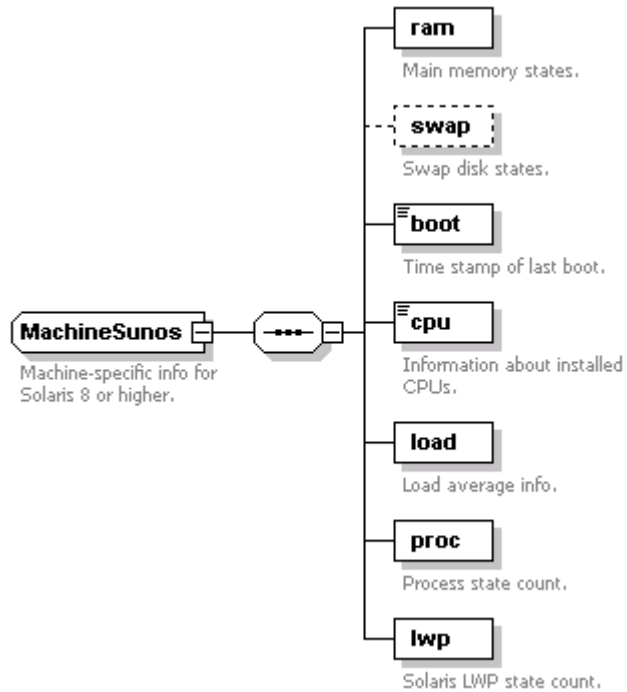 ram
Main memory states.
swap
Swap disk states.
boot
Time stamp of last boot.
MachineSunos
Machine-specific info for
Solaris 8 or higher.
cpu
Information about installed
CPUs.
load
Load average info.
proc
Process state count.
lwp
Solaris LWP state count.